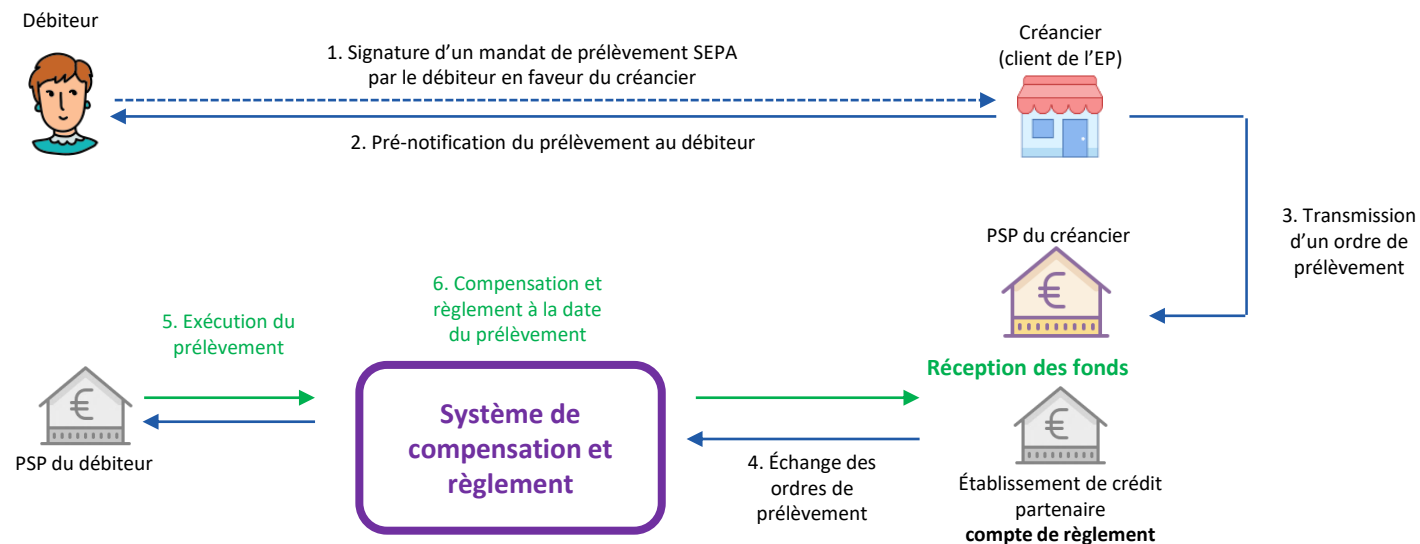 Débiteur
1. Signature d’un mandat de prélèvement SEPA
par le débiteur en faveur du créancier
Créancier
(client de l’EP)
2. Pré-notification du prélèvement au débiteur
3. Transmission
d’un ordre de
prélèvement
PSP du créancier
6. Compensation et
règlement à la date
du prélèvement
5. Exécution du
prélèvement
Réception des fonds
Système de
compensation et
règlement
PSP du débiteur
4. Échange des
ordres de
prélèvement
Établissement de crédit
partenaire
compte de règlement